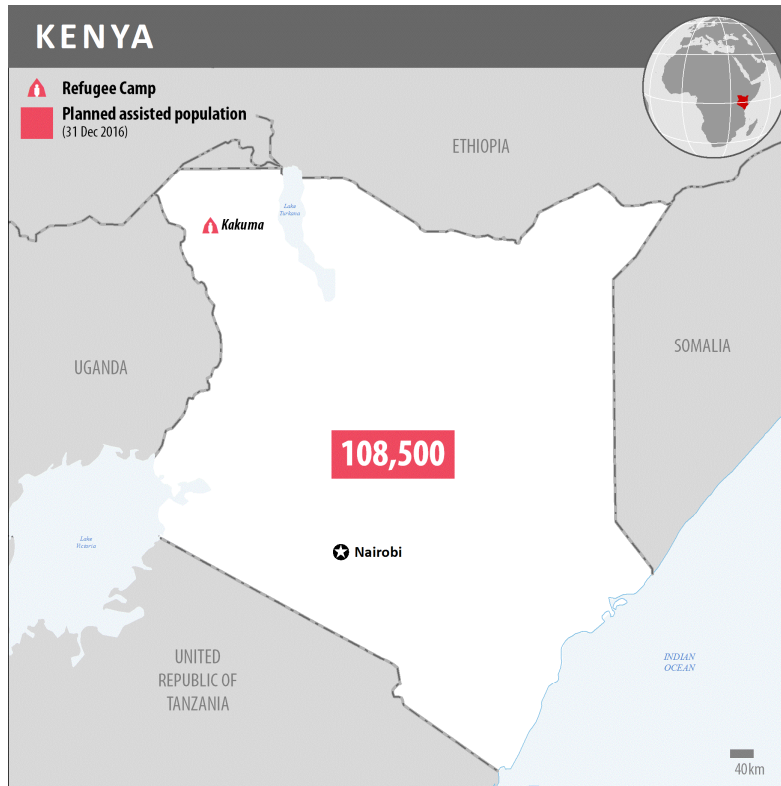 KENYA
Refugee Camp
Planned assisted population
(31 Dec 2016)
ETHIOPIA
Lake
Turkana
Kakuma
SOMALIA
UGANDA
108,500
Lake
Victoria
Nairobi
UNITED
REPUBLIC OF
TANZANIA
INDIAN
OCEAN
40km